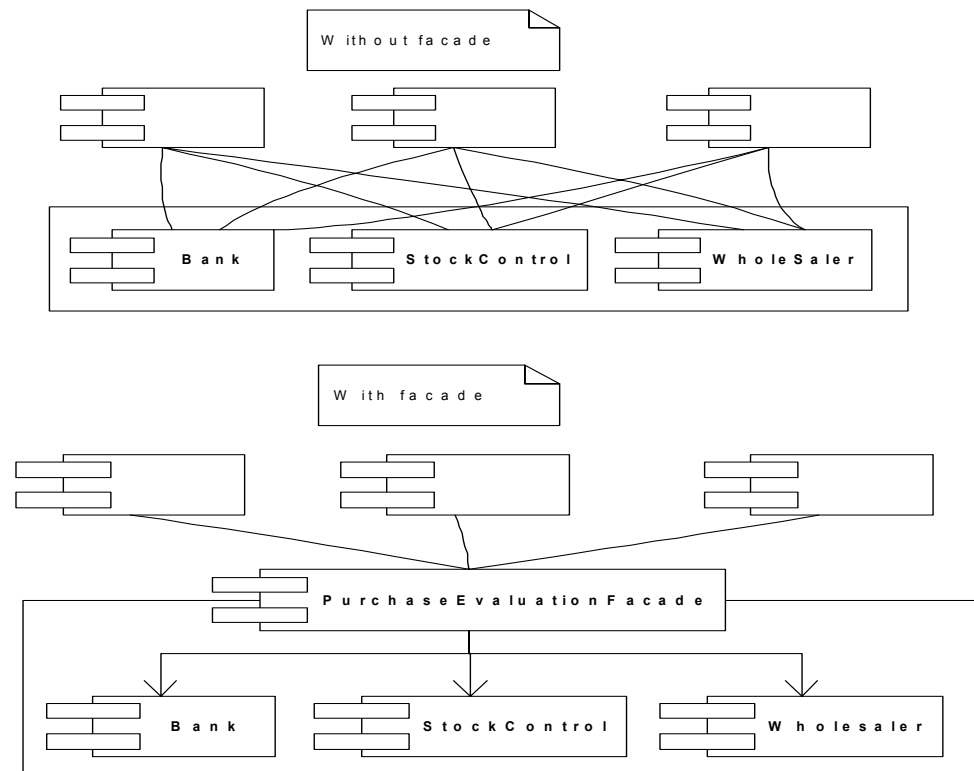 Without facade
Bank
StockControl
WholeSaler
With facade
PurchaseEvaluationFacade
Bank
StockControl
Wholesaler